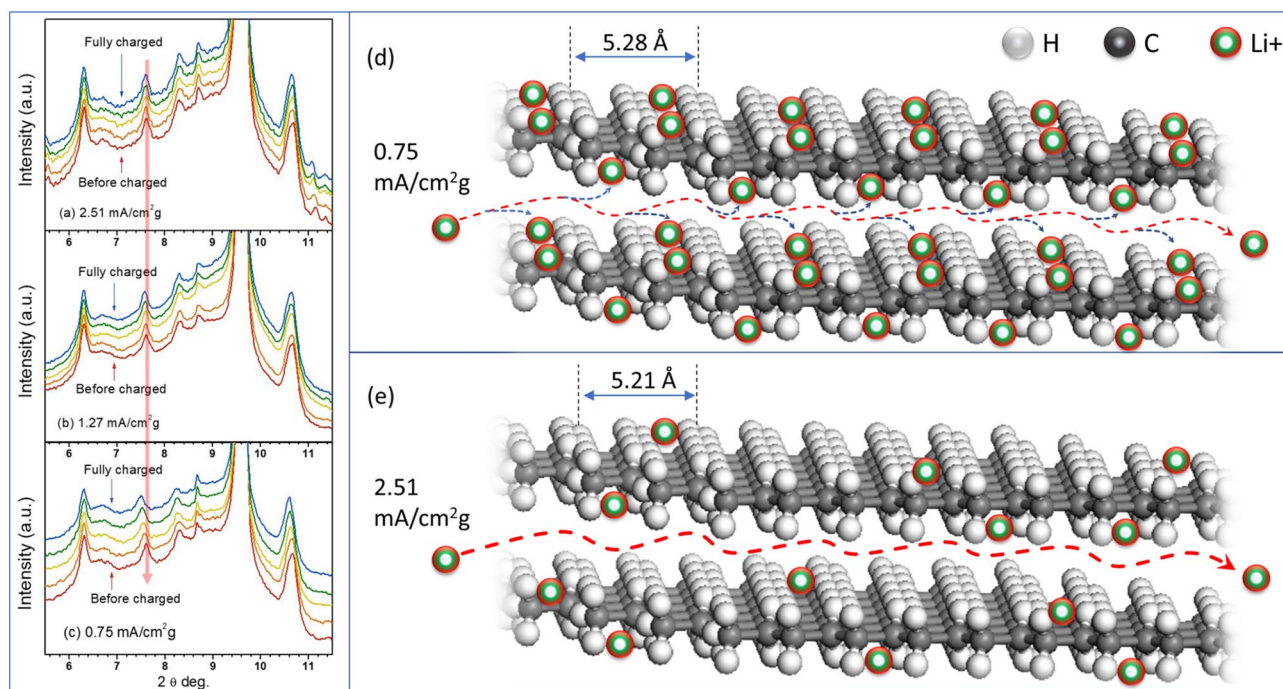 Intensity (a.u.)
Fully charged
Before charged
(a) 2.51 mA/cm²g
6 7 8 9 10 11
Intensity (a.u.)
Fully charged
Before charged
(b) 1.27 mA/cm²g
6 7 8 9 10 11
Intensity (a.u.)
Fully charged
Before charged
(c) 0.75 mA/cm²g
6 7 8 9 10 11
2 θ deg.
(d)
5.28 Å
H
C
Li+
0.75
mA/cm²g
(e)
5.21 Å
2.51
mA/cm²g